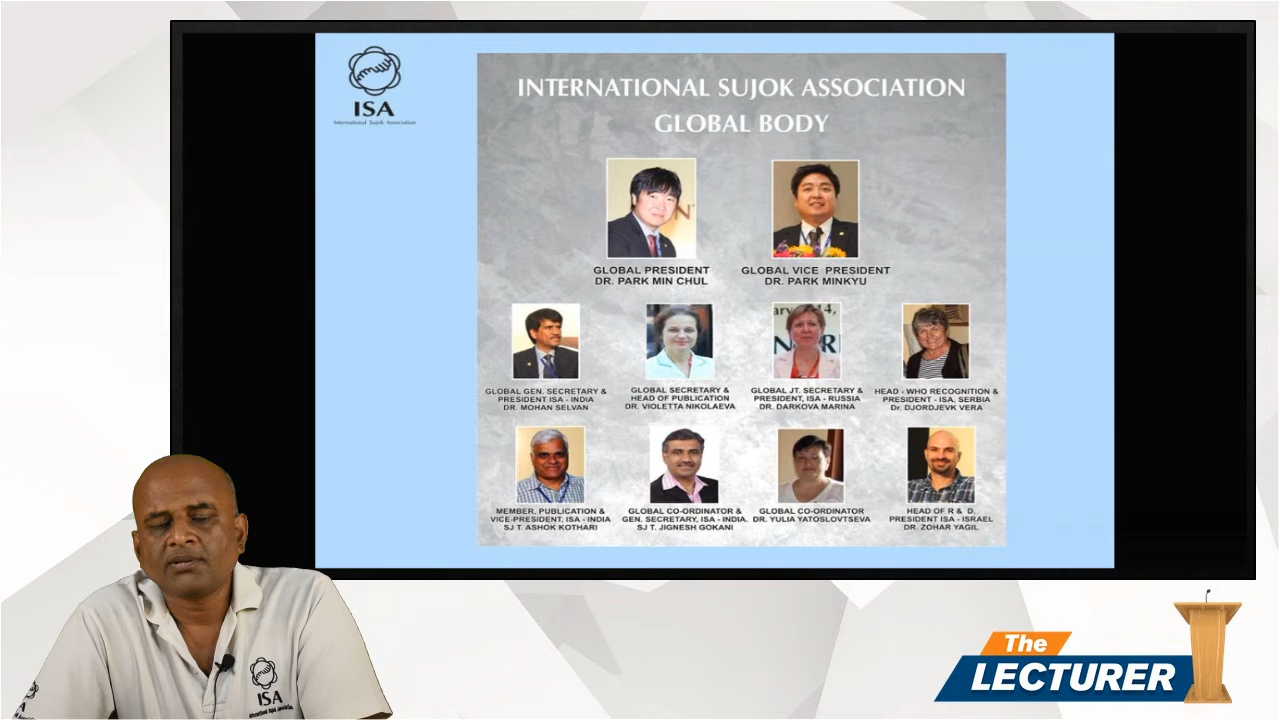 ISA
International Sujok Association
INTERNATIONAL SUJOK ASSOCIATION
GLOBAL BODY
GLOBAL PRESIDENT
DR. PARK MIN CHUL
GLOBAL VICE PRESIDENT
DR. PARK MINKYU
GLOBAL GEN. SECRETARY &
PRESIDENT ISA - INDIA
DR. MOHAN SELVAN
GLOBAL SECRETARY &
HEAD OF PUBLICATION
DR. VIOLETTA NIKOLAEVA
GLOBAL JT. SECRETARY &
PRESIDENT, ISA - RUSSIA
DR. DARKOVA MARINA
HEAD - WHO RECOGNITION &
PRESIDENT - ISA, SERBIA
Dr. DJORDJEVK VERA
MEMBER, PUBLICATION &
VICE-PRESIDENT, ISA - INDIA
SJ T. ASHOK KOTHARI
GLOBAL CO-ORDINATOR &
GEN. SECRETARY, ISA - INDIA.
SJ T. JIGNESH GOKANI
GLOBAL CO-ORDINATOR
DR. YULIA YATOSLOVTSEVA
HEAD OF R & D.
PRESIDENT ISA - ISRAEL
DR. ZOHAR YAGIL
ISA
International Sujok Association
The
LECTURER